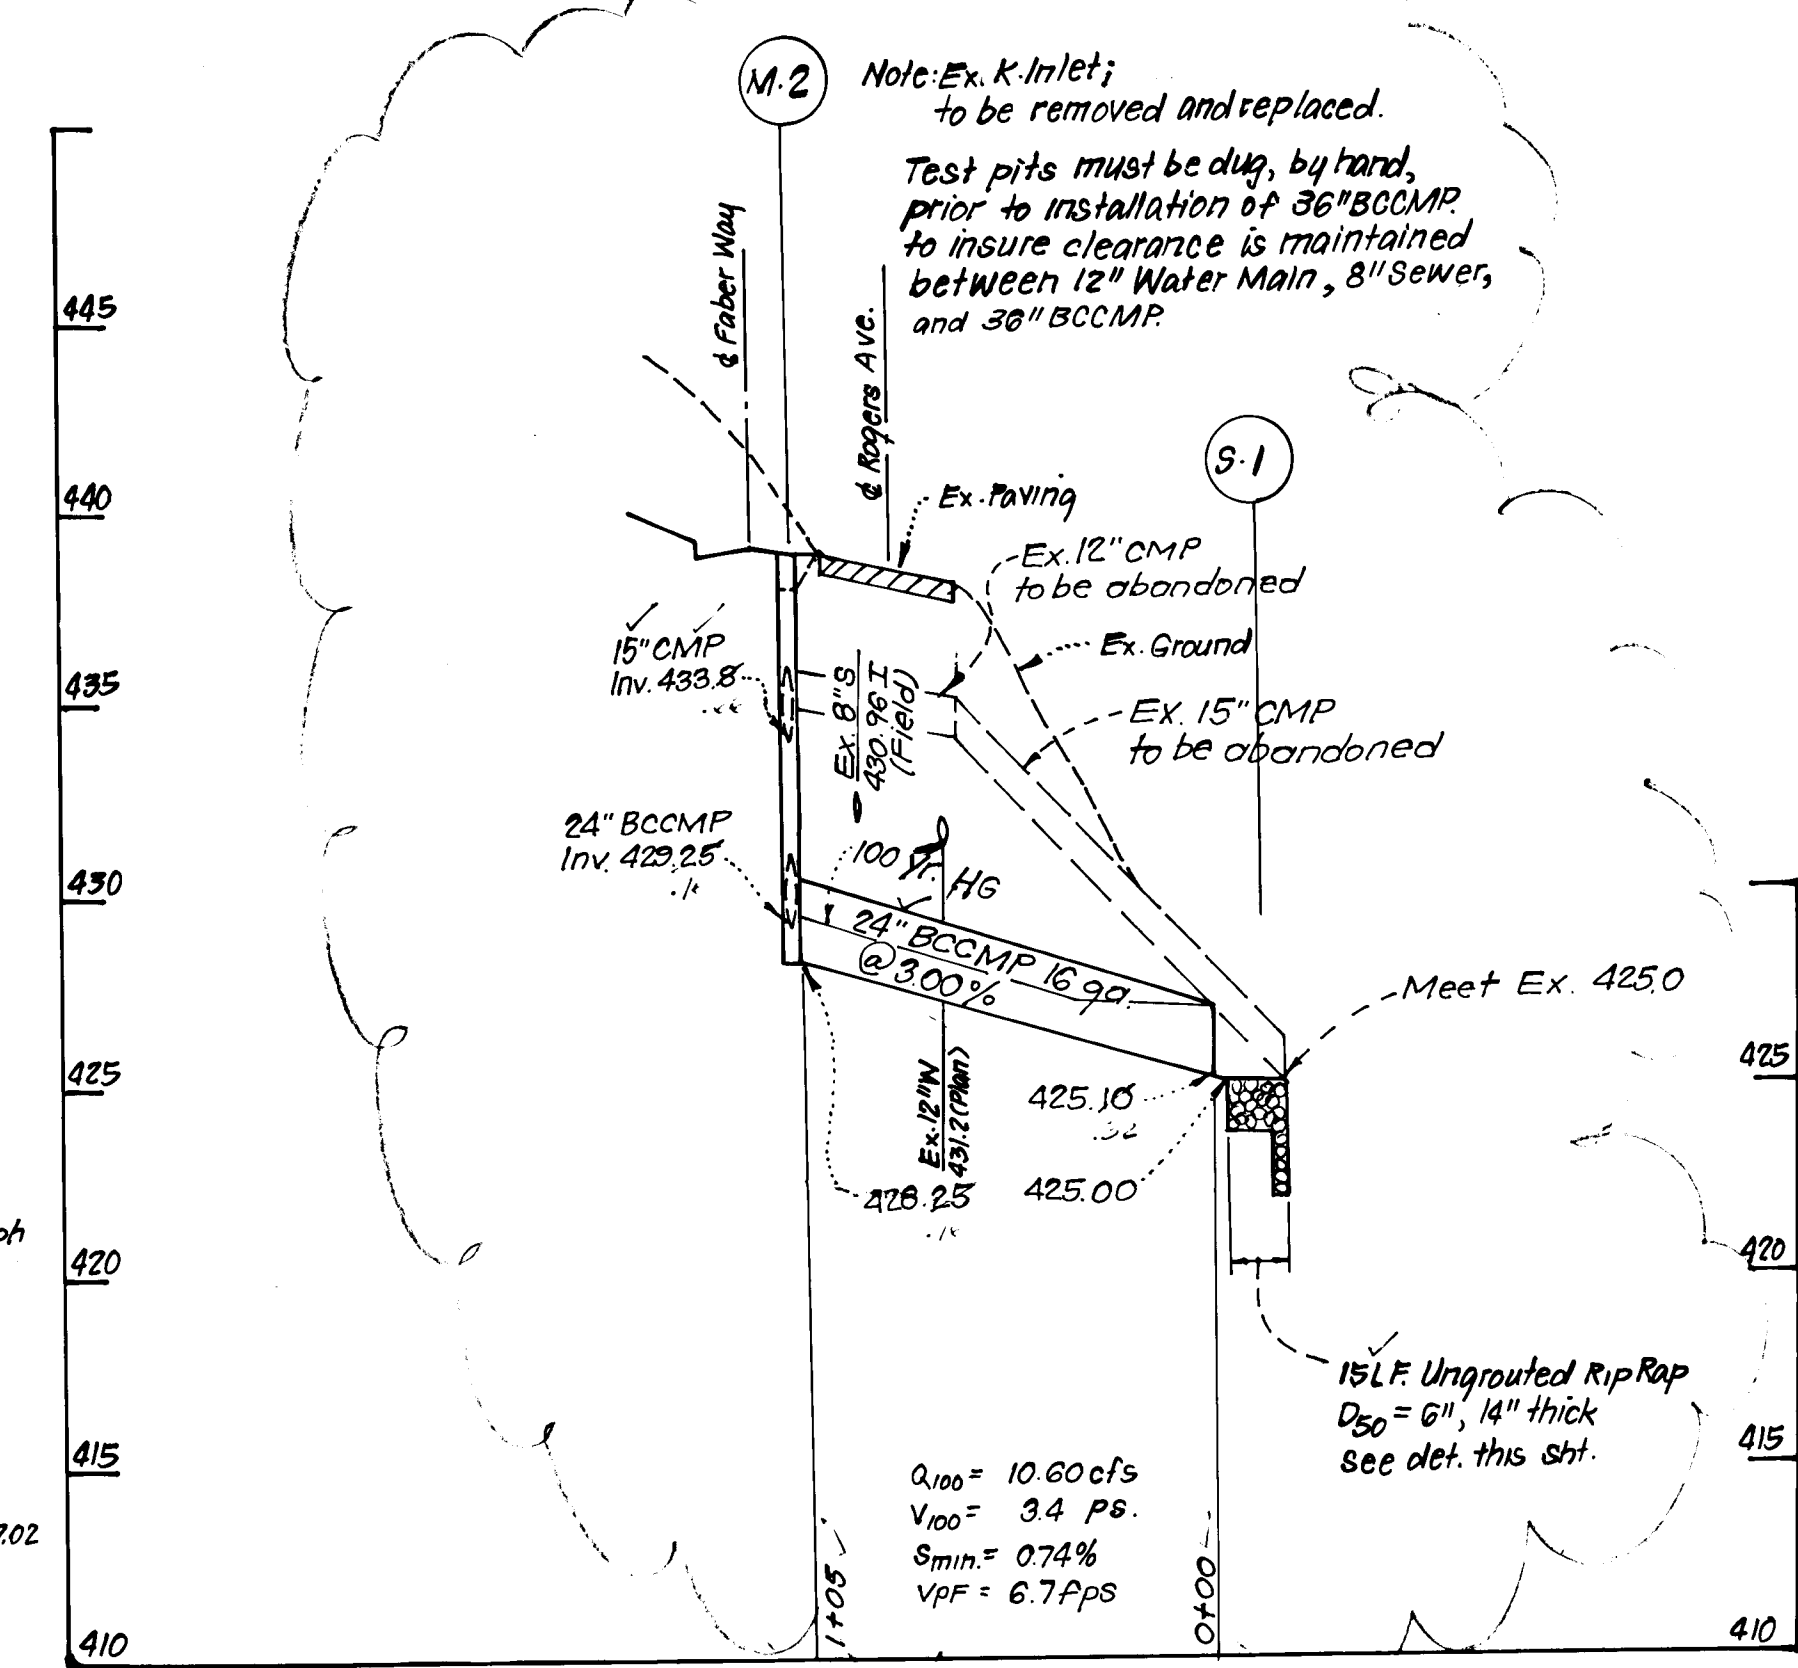 M-2
Note: Ex. K-Inlet;
to be removed and replaced.
Test pits must be dug, by hand,
prior to installation of 36" BCCMP.
to insure clearance is maintained
between 12" Water Main, 8" Sewer,
and 36" BCCMP.
℄ Faber Way
℄ Rogers Ave.
S-1
Ex. Paving
Ex. 12" CMP
to be abandoned
Ex. Ground
Ex. 15" CMP
to be abandoned
15" CMP
Inv. 433.8
Ex. 8" S
430.96 I
(Field)
24" BCCMP
Inv. 429.25
100 Yr. HG
24" BCCMP 16 ga.
@ 3.00%
Meet Ex. 425.0
Ex. 12" W
431.2 (Plan)
425.10
.32
428.25
425.00
15 L.F. Ungrouted Rip Rap
D50 = 6", 14" thick
see det. this sht.
Q100 = 10.60 cfs
V100 = 3.4 ps.
Smin. = 0.74%
VPF = 6.7 fps
1+05
0+00
445
440
435
430
425
420
415
410
425
420
415
410
7.02